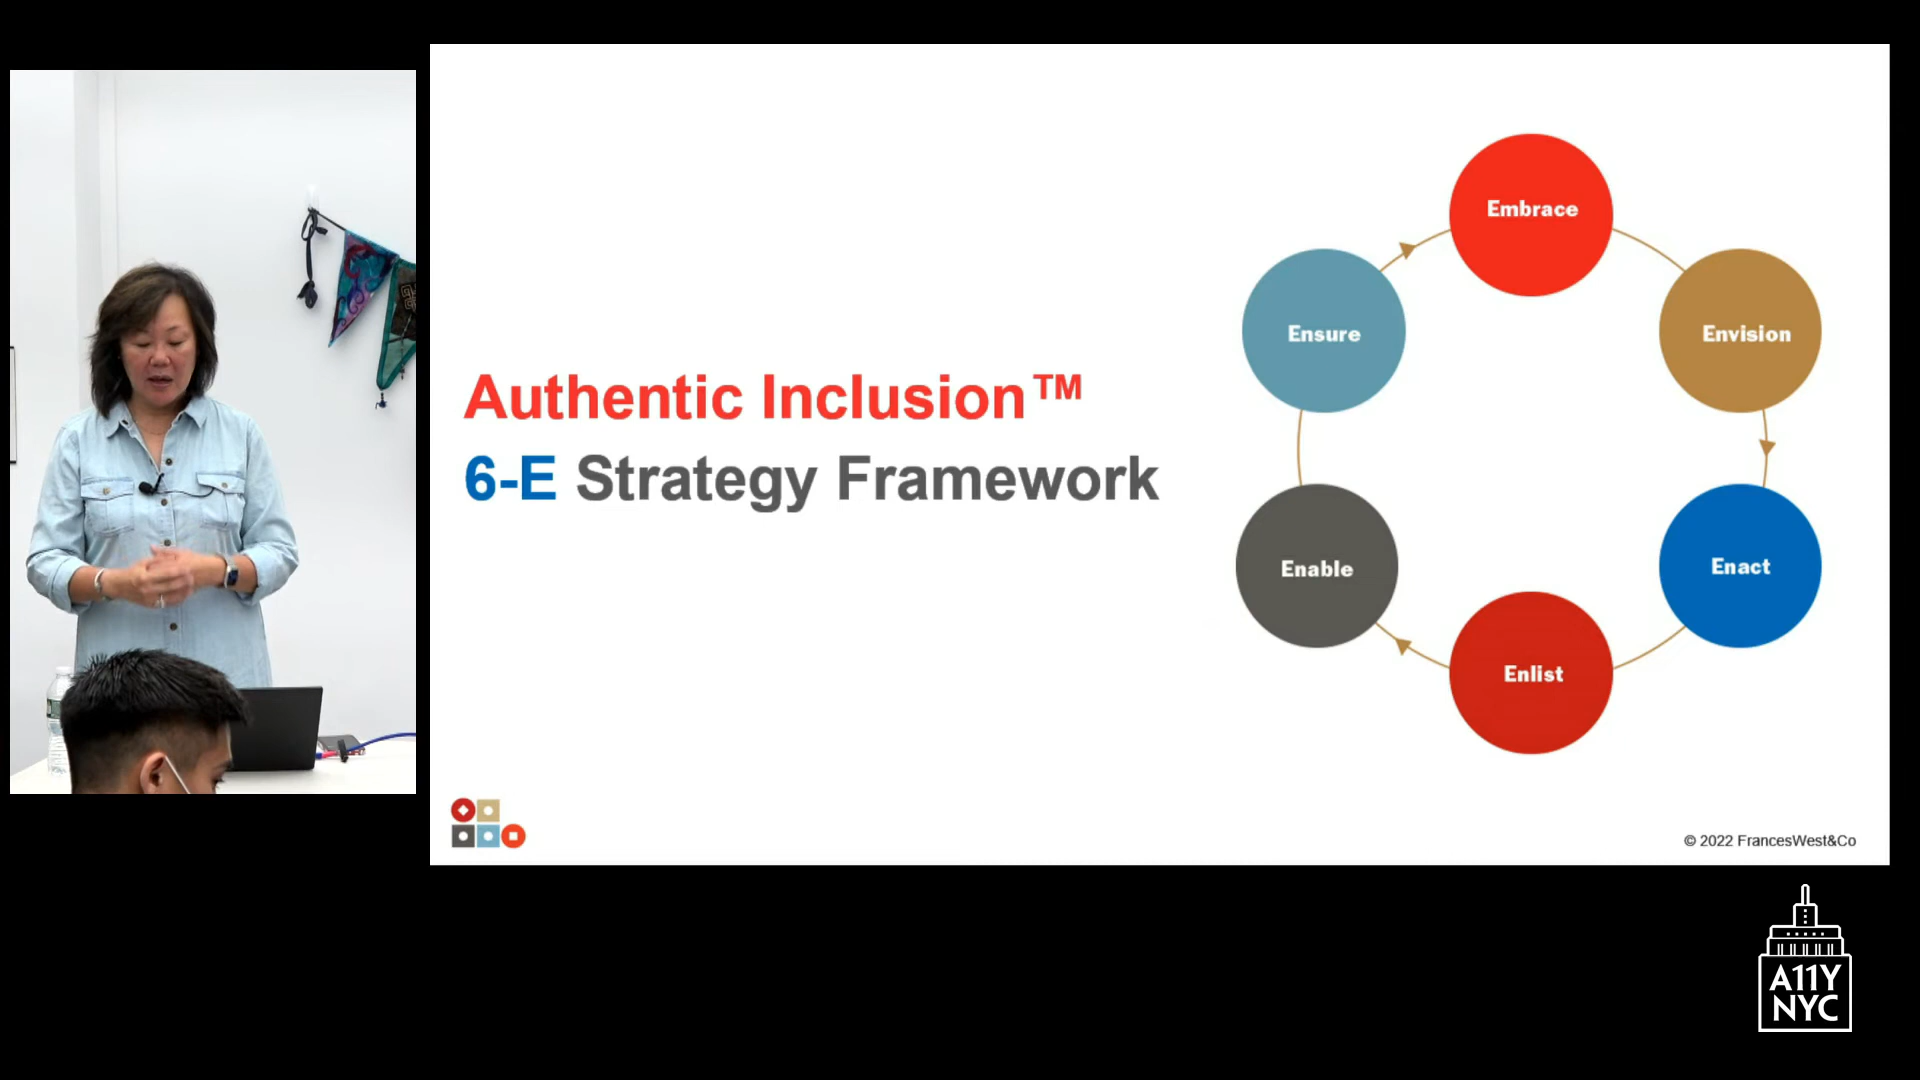 Authentic Inclusion™
6-E Strategy Framework
Embrace
Envision
Enact
Enlist
Enable
Ensure
© 2022 FrancesWest&Co
A11Y
NYC